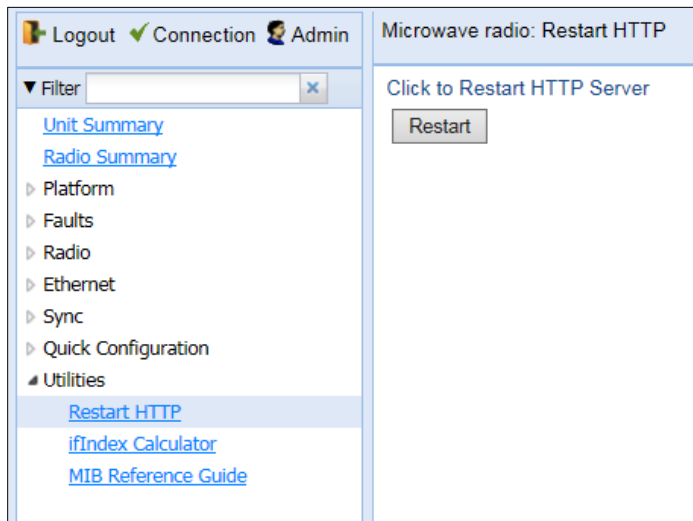 Logout Connection Admin
Filter
Unit Summary
Radio Summary
Platform
Faults
Radio
Ethernet
Sync
Quick Configuration
Utilities
Restart HTTP
ifIndex Calculator
MIB Reference Guide
Microwave radio: Restart HTTP
Click to Restart HTTP Server
Restart